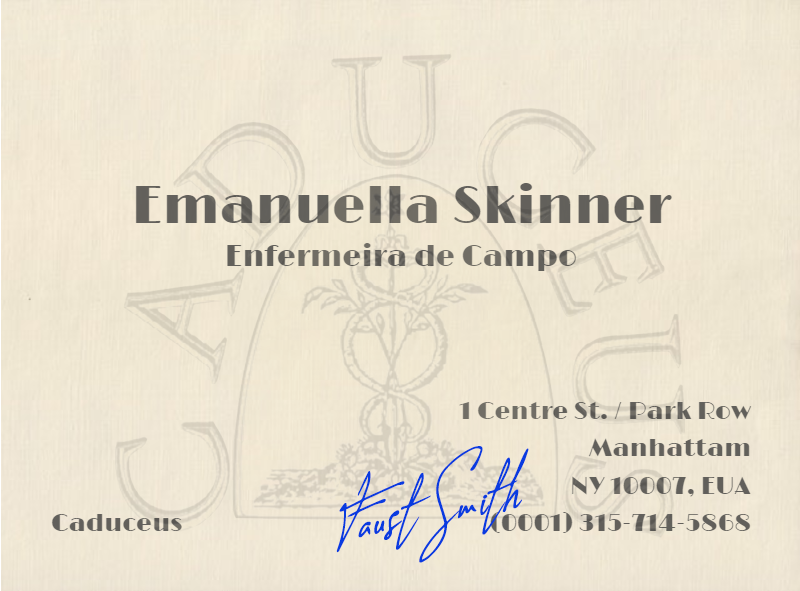 CADUCEUS
Emanuella Skinner
Enfermeira de Campo
1 Centre St. / Park Row
Manhattam
NY 10007, EUA
Caduceus
Faust Smith
(0001) 315-714-5868